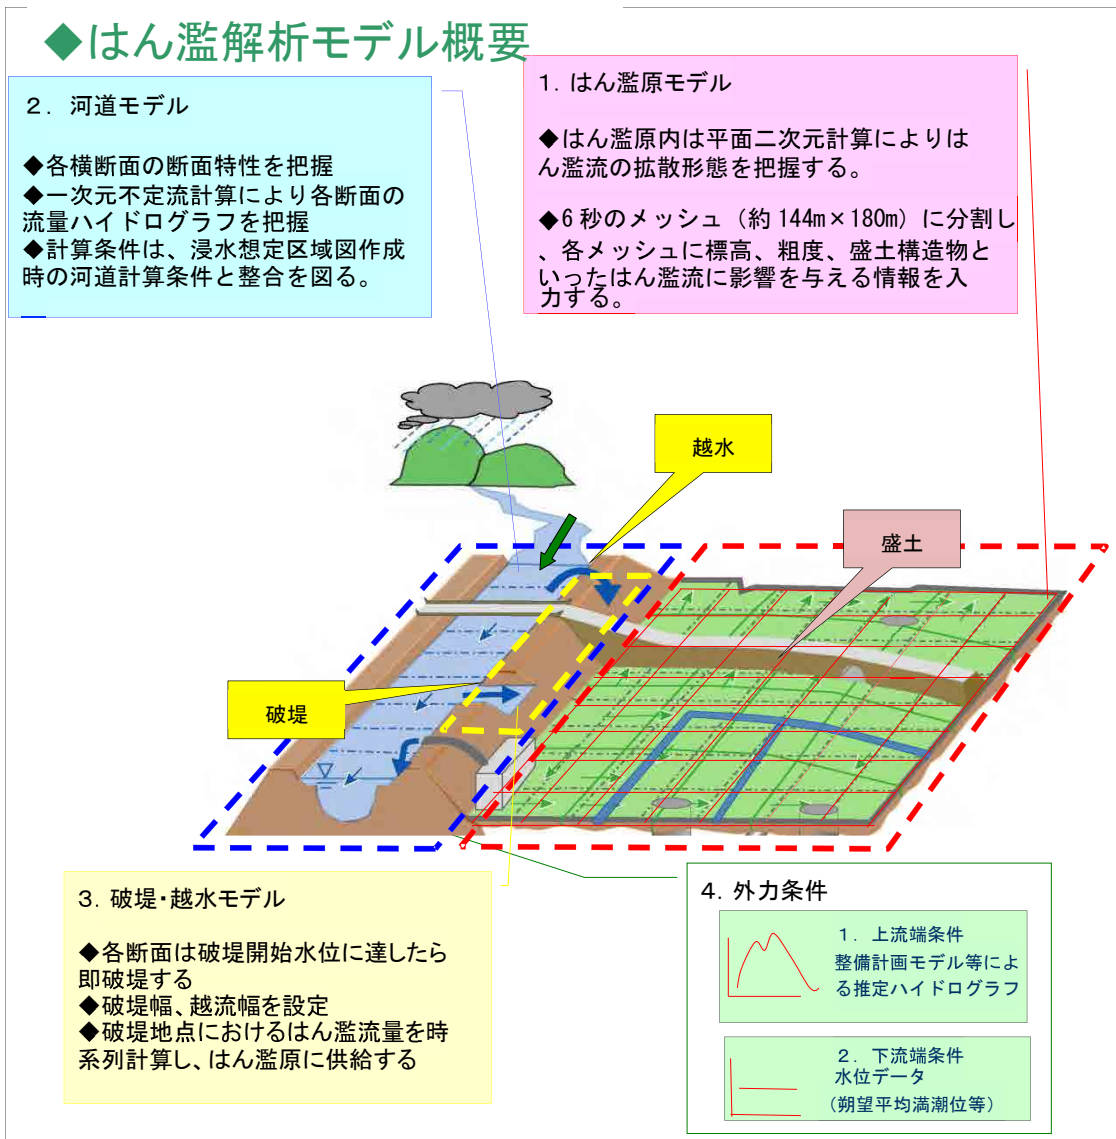 ◆はん濫解析モデル概要
1. はん濫原モデル
◆はん濫原内は平面二次元計算によりは
ん濫流の拡散形態を把握する。
◆6 秒のメッシュ（約 144m×180m）に分割し
、各メッシュに標高、粗度、盛土構造物と
いったはん濫流に影響を与える情報を入
力する。
２. 河道モデル
◆各横断面の断面特性を把握
◆一次元不定流計算により各断面の
流量ハイドログラフを把握
◆計算条件は、浸水想定区域図作成
時の河道計算条件と整合を図る。
越水
盛土
破堤
3. 破堤・越水モデル
◆各断面は破堤開始水位に達したら
即破堤する
◆破堤幅、越流幅を設定
◆破堤地点におけるはん濫流量を時
系列計算し、はん濫原に供給する
4. 外力条件
１. 上流端条件
整備計画モデル等によ
る推定ハイドログラフ
２. 下流端条件
水位データ
（朔望平均満潮位等）